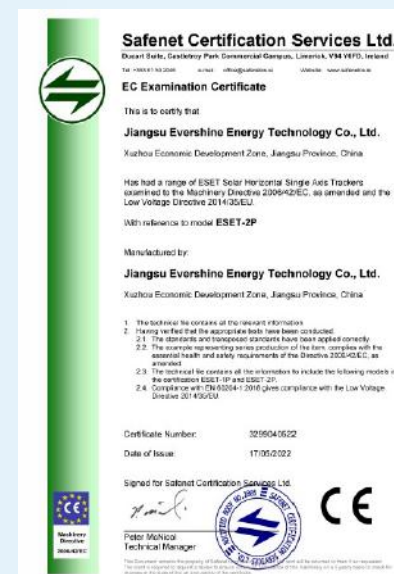 Safenet Certification Services Ltd.
Ducart Suite, Castletroy Park Commercial Campus, Limerick, V94 Y6FD, Ireland
EC Examination Certificate
This is to certify that
Jiangsu Evershine Energy Technology Co., Ltd.
Xuzhou Economic Development Zone, Jiangsu Province, China
Has had a range of ESET Solar Horizontal Single Axis Trackers
examined to the Machinery Directive 2006/42/EC, as amended and the
Low Voltage Directive 2014/35/EU.
With reference to model ESET-2P
Manufactured by:
Jiangsu Evershine Energy Technology Co., Ltd.
Xuzhou Economic Development Zone, Jiangsu Province, China
1. The technical file contains all the relevant information
2. Having verified that the appropriate tests have been conducted
2.1 The standards and transposed standards have been applied correctly
2.2. The example representing series production of the item, complies with the
essential health and safety requirements of the Directive 2006/42/EC, as
amended
2.3 The technical file contains all the information to include the following models in
the certification ESET-1P and ESET-2P.
2.4 Compliance with EN 60204-1:2018 gives compliance with the Low Voltage
Directive 2014/35/EU
Certificate Number: 3299040522
Date of Issue: 17/05/2022
Signed for Safenet Certification Services Ltd.
Peter McNicol
Technical Manager
CE
CE
Machinery
Directive
2006/42/EC